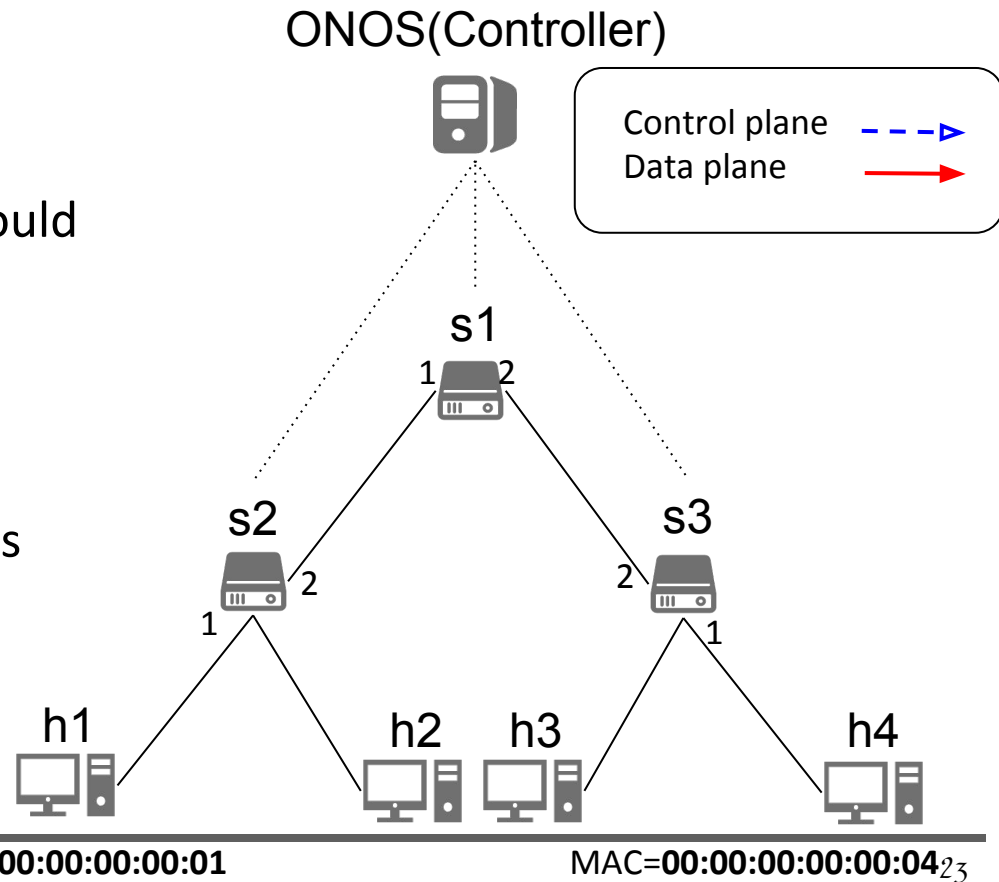 ONOS(Controller)
Control plane
Data plane
ould
s1
1 2
s
s2
s3
2
2
1
1
h1
h2
h3
h4
00:00:00:00:01
MAC=00:00:00:00:00:04
23